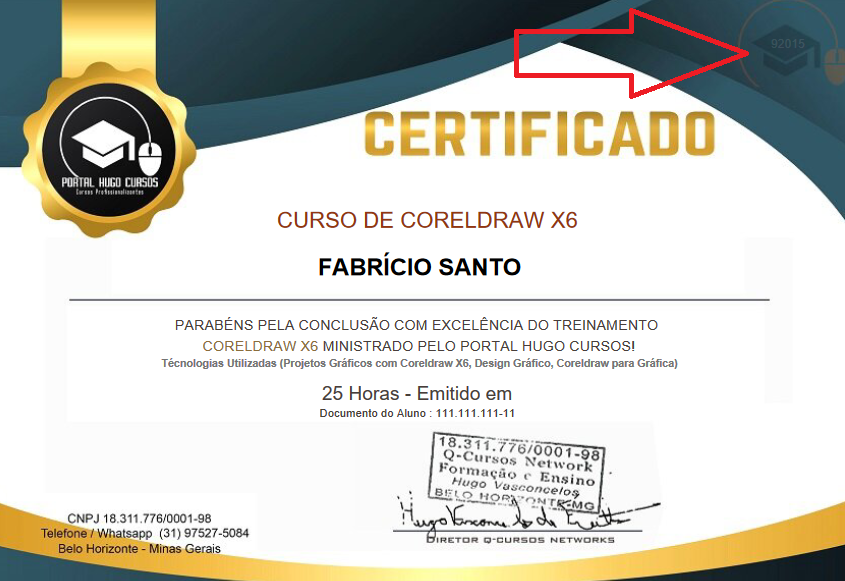 92015
CERTIFICADO
PORTAL HUGO CURSOS
Cursos Profissionalizantes
CURSO DE CORELDRAW X6
FABRÍCIO SANTO
PARABÉNS PELA CONCLUSÃO COM EXCELÊNCIA DO TREINAMENTO
CORELDRAW X6 MINISTRADO PELO PORTAL HUGO CURSOS!
Técnologias Utilizadas (Projetos Gráficos com Coreldraw X6, Design Gráfico, Coreldraw para Gráfica)
25 Horas - Emitido em
Documento do Aluno : 111.111.111-11
18.311.776/0001-98
Q-Cursos Network
Formação e Ensino
Hugo Vasconcelos
BELO HORIZONTE-MG
DIRETOR Q-CURSOS NETWORKS
CNPJ 18.311.776/0001-98
Telefone / Whatsapp (31) 97527-5084
Belo Horizonte - Minas Gerais